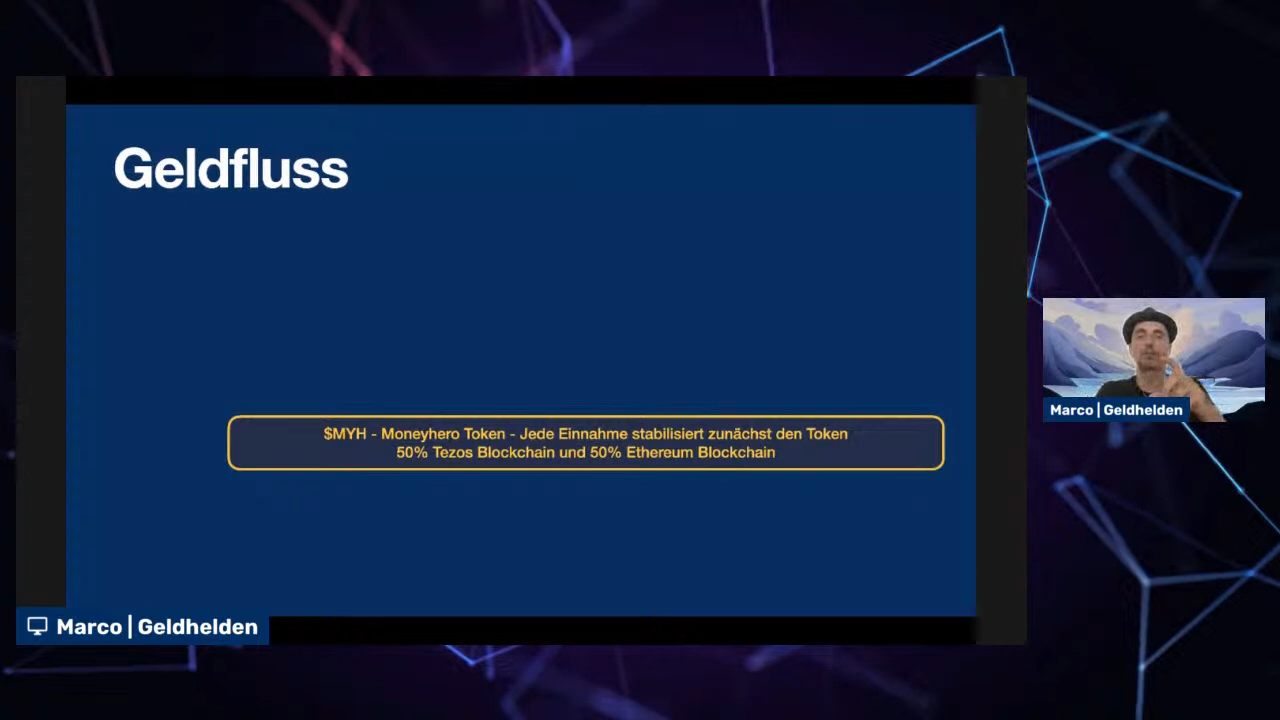 Geldfluss
$MYH - Moneyhero Token - Jede Einnahme stabilisiert zunächst den Token
50% Tezos Blockchain und 50% Ethereum Blockchain
Marco | Geldhelden
Marco | Geldhelden